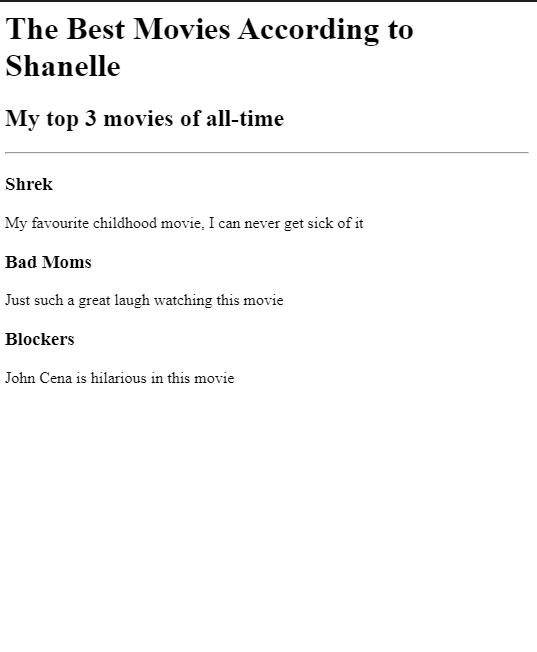 The Best Movies According to
Shanelle
My top 3 movies of all-time
Shrek
My favourite childhood movie, I can never get sick of it
Bad Moms
Just such a great laugh watching this movie
Blockers
John Cena is hilarious in this movie